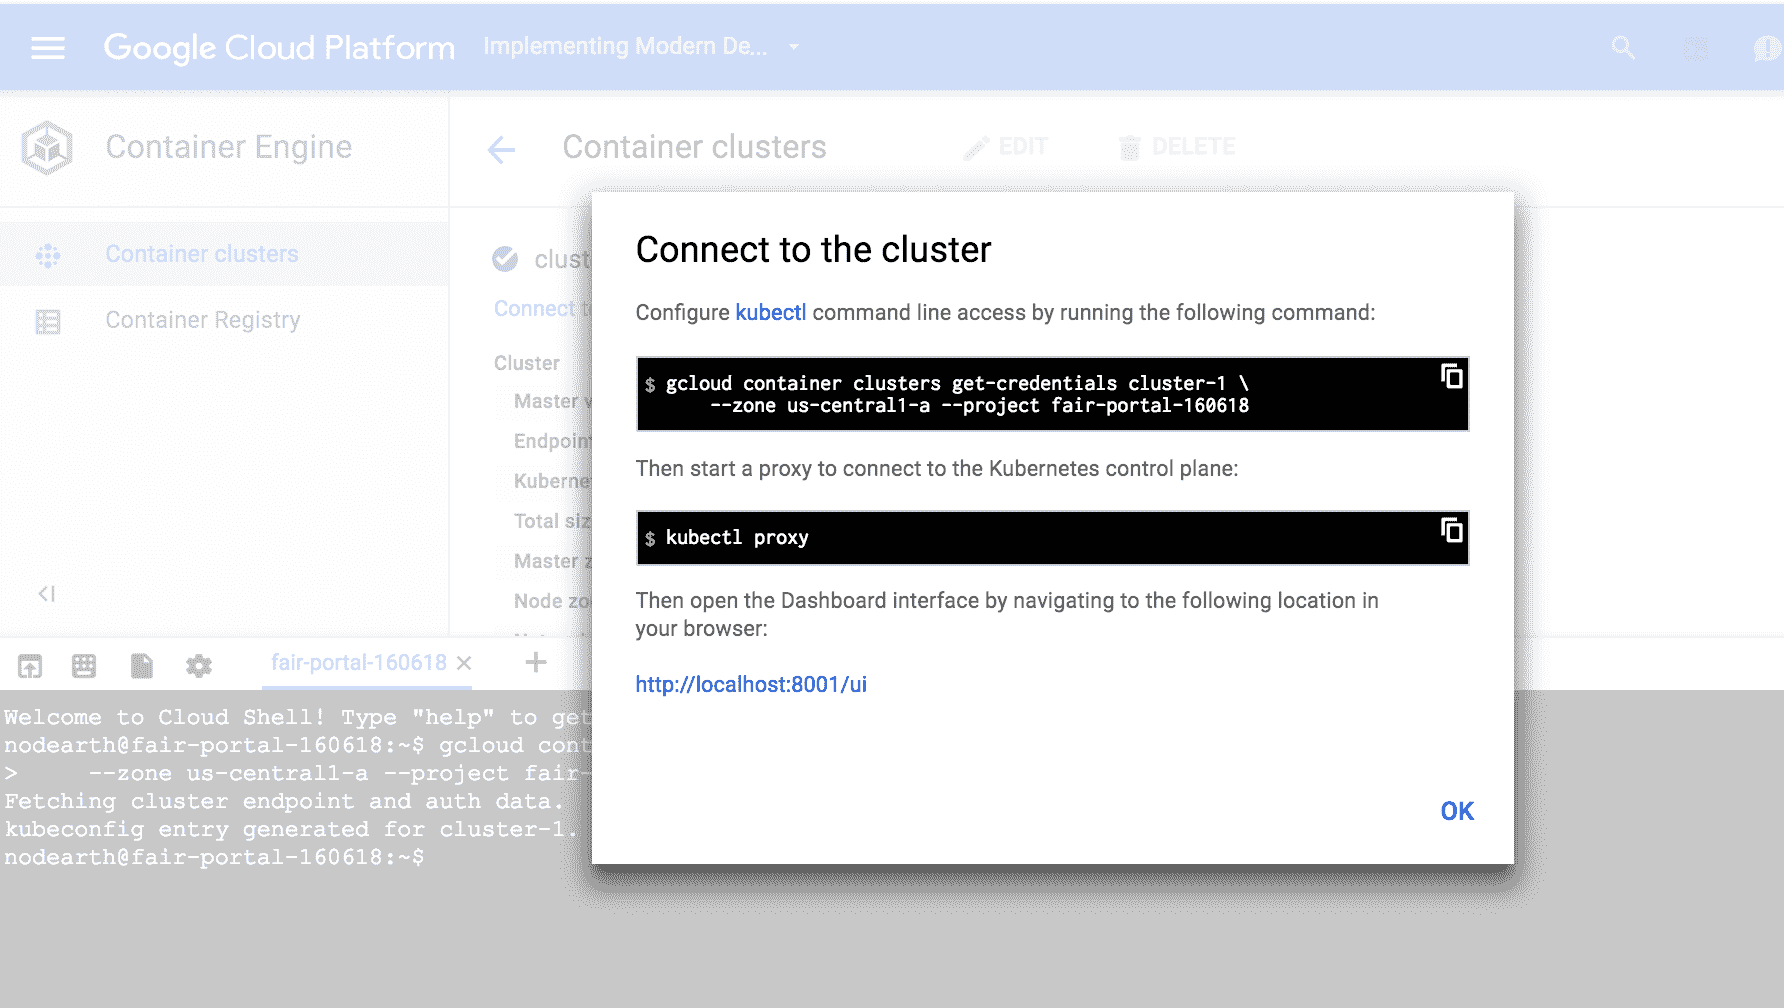 Google Cloud Platform
Implementing Modern De...
Container Engine
Container clusters
EDIT
DELETE
Container clusters
Container Registry
clust
Connect t
Cluster
Master v
Endpoin
Kuberne
Total siz
Master z
Node zo
Connect to the cluster
Configure kubectl command line access by running the following command:
$ gcloud container clusters get-credentials cluster-1 \
--zone us-central1-a --project fair-portal-160618
Then start a proxy to connect to the Kubernetes control plane:
$ kubectl proxy
Then open the Dashboard interface by navigating to the following location in
your browser:
http://localhost:8001/ui
OK
fair-portal-160618
Welcome to Cloud Shell! Type "help" to get
nodearth@fair-portal-160618:~$ gcloud cont
> --zone us-central1-a --project fair-
Fetching cluster endpoint and auth data.
kubeconfig entry generated for cluster-1.
nodearth@fair-portal-160618:~$